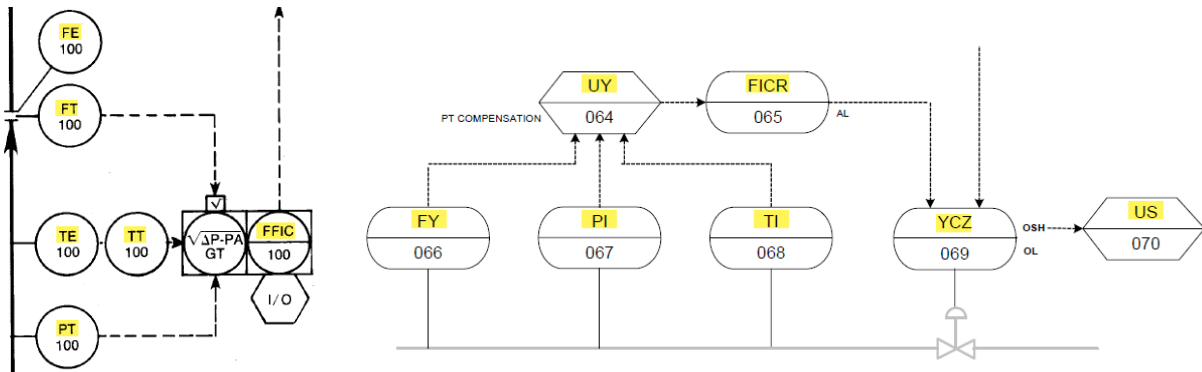 FE
100
FT
100
TE
100
TT
100
√
√ΔP-PA
GT
FFIC
100
I/O
PT
100
UY
064
PT COMPENSATION
FICR
065
AL
FY
066
PI
067
TI
068
YCZ
069
OSH
OL
US
070